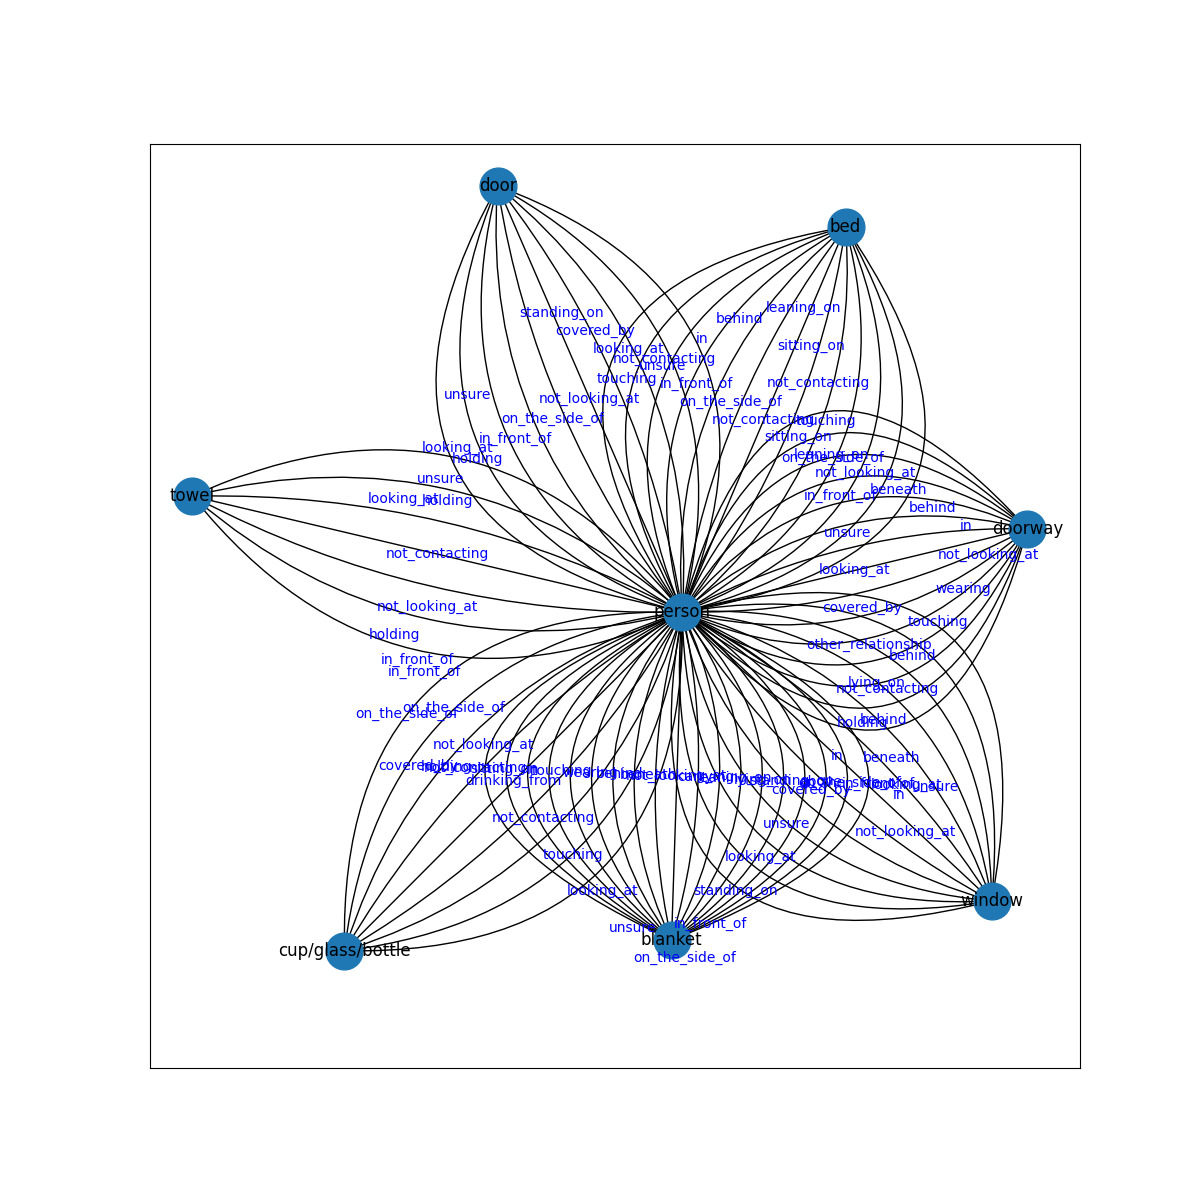 door
bed
leaning_on
standing_on
behind
covered_by
in
sitting_on
looking_at
not_contacting
unsure
touching
in_front_of
not_contacting
unsure
not_looking_at
on_the_side_of
on_the_side_of
not_contacting
touching
in_front_of
sitting_on
looking_at
holding
leaning_on
on_the_side_of
not_looking_at
unsure
beneath
towel
looking_at
holding
in_front_of
behind
in
doorway
unsure
not_contacting
not_looking_at
looking_at
wearing
not_looking_at
covered_by
person
touching
holding
other_relationship
behind
in_front_of
in_front_of
lying_on
not_contacting
on_the_side_of
on_the_side_of
behind
holding
not_looking_at
in
beneath
covered_by
drinking_from
covered_by
looking_at
unsure
in
not_contacting
unsure
not_looking_at
touching
looking_at
looking_at
standing_on
window
in_front_of
unsure
blanket
cup/glass/bottle
on_the_side_of